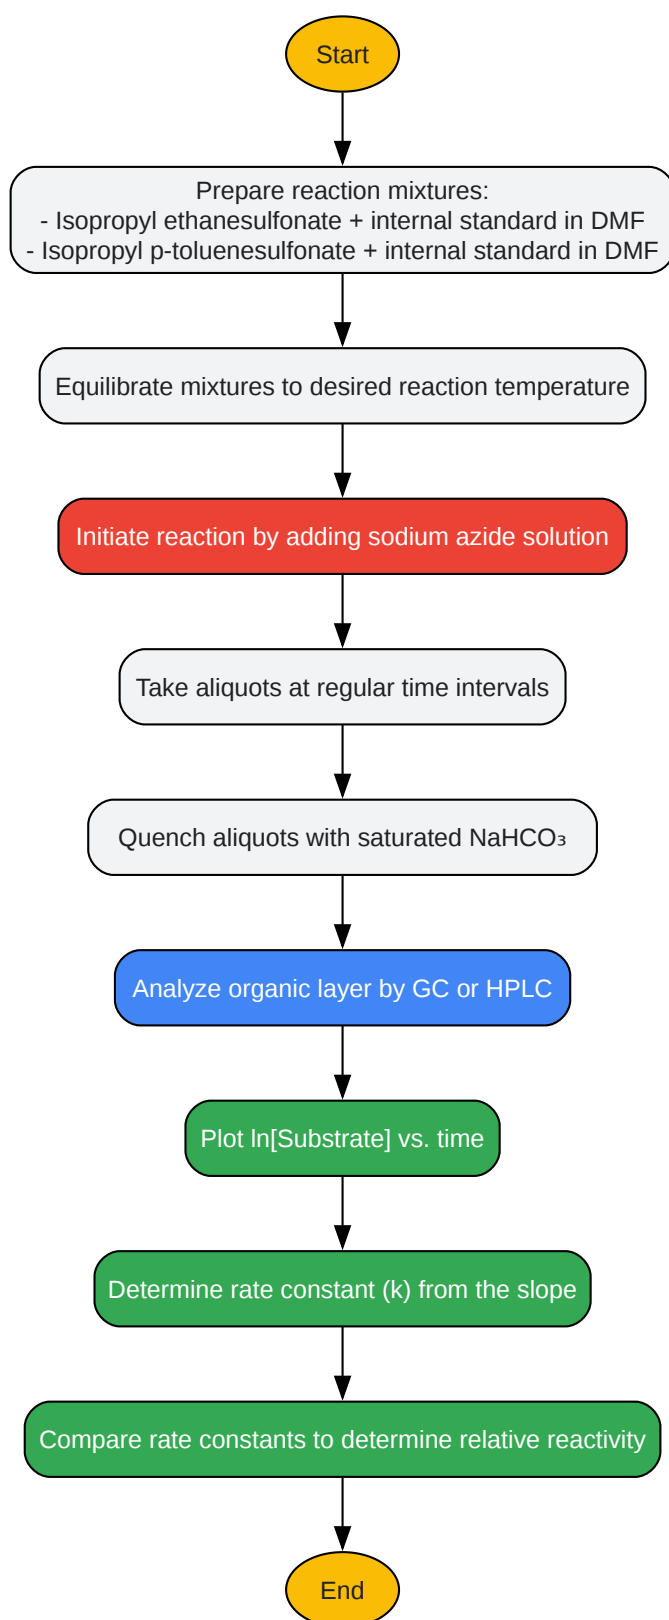 Start
Prepare reaction mixtures:
- Isopropyl ethanesulfonate + internal standard in DMF
- Isopropyl p-toluenesulfonate + internal standard in DMF
Equilibrate mixtures to desired reaction temperature
Initiate reaction by adding sodium azide solution
Take aliquots at regular time intervals
Quench aliquots with saturated NaHCO₃
Analyze organic layer by GC or HPLC
Plot ln[Substrate] vs. time
Determine rate constant (k) from the slope
Compare rate constants to determine relative reactivity
End